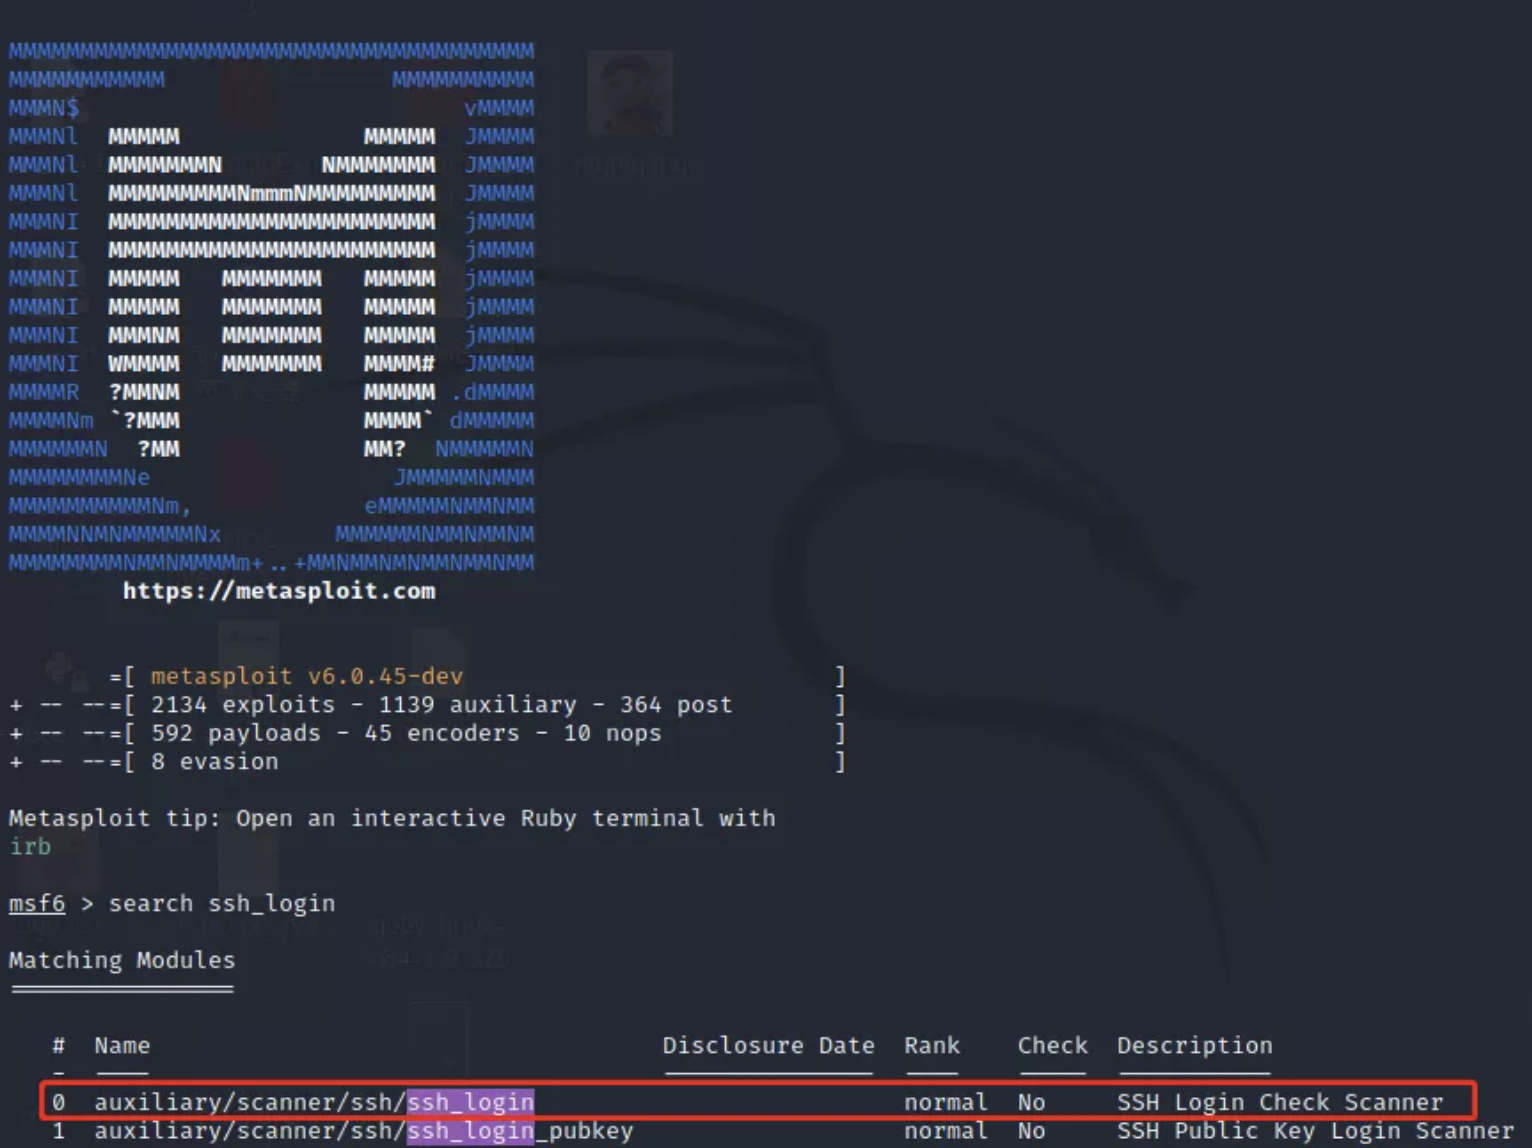 MMMMMMMMMMMMMMMMMMMMMMMMMMMMMMMMMMMMM
MMMMMMMMMMM                MMMMMMMMMM
MMMN$                           vMMMM
MMMNl  MMMMM             MMMMM  JMMMM
MMMNl  MMMMMMMN       NMMMMMMM  JMMMM
MMMNl  MMMMMMMMMNmmmNMMMMMMMMM  JMMMM
MMMNI  MMMMMMMMMMMMMMMMMMMMMMM  jMMMM
MMMNI  MMMMMMMMMMMMMMMMMMMMMMM  jMMMM
MMMNI  MMMMM   MMMMMMM   MMMMM  jMMMM
MMMNI  MMMMM   MMMMMMM   MMMMM  jMMMM
MMMNI  MMMNM   MMMMMMM   MMMMM  jMMMM
MMMNI  WMMMM   MMMMMMM   MMMM#  JMMMM
MMMMR  ?MMNM             MMMMM .dMMMM
MMMMNm `?MMM             MMMM` dMMMMM
MMMMMMN  ?MM             MM?  NMMMMMN
MMMMMMMMNe                 JMMMMMNMMM
MMMMMMMMMMNm,            eMMMMMNMMNMM
MMMMNNMNMMMMMNx        MMMMMMNMMNMMNM
MMMMMMMMNMMNMMMMm+..+MMNMMNMNMMNMMNMM
https://metasploit.com
=[ metasploit v6.0.45-dev ]
+ -- --=[ 2134 exploits - 1139 auxiliary - 364 post ]
+ -- --=[ 592 payloads - 45 encoders - 10 nops ]
+ -- --=[ 8 evasion ]
Metasploit tip: Open an interactive Ruby terminal with
irb
msf6 > search ssh_login
Matching Modules
================
# Name Disclosure Date Rank Check Description
- ---- --------------- ---- ----- -----------
0 auxiliary/scanner/ssh/ssh_login normal No SSH Login Check Scanner
1 auxiliary/scanner/ssh/ssh_login_pubkey normal No SSH Public Key Login Scanner